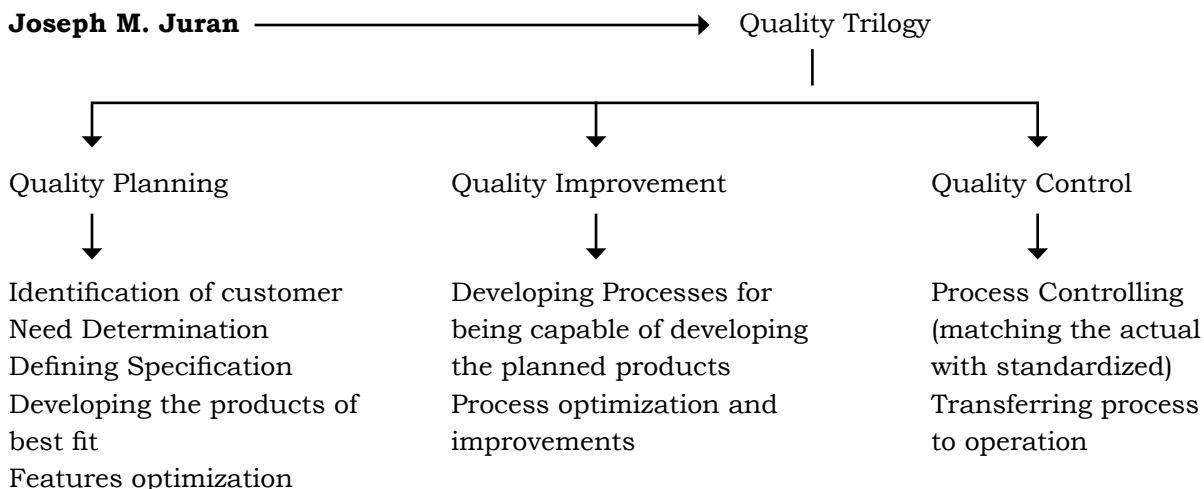 Joseph M. Juran
Quality Trilogy
Quality Planning
Quality Improvement
Quality Control
Identification of customer
Need Determination
Defining Specification
Developing the products of
best fit
Features optimization
Developing Processes for
being capable of developing
the planned products
Process optimization and
improvements
Process Controlling
(matching the actual
with standardized)
Transferring process
to operation